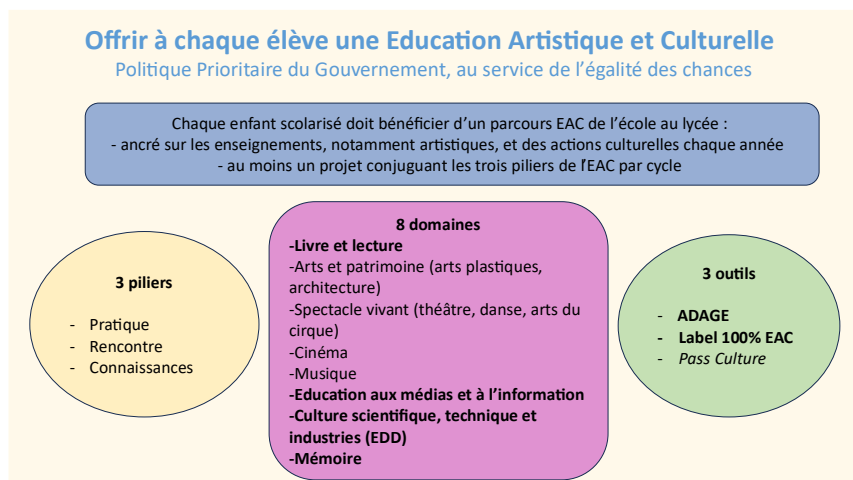 Offrir à chaque élève une Education Artistique et Culturelle
Politique Prioritaire du Gouvernement, au service de l'égalité des chances
Chaque enfant scolarisé doit bénéficier d'un parcours EAC de l'école au lycée :
- ancré sur les enseignements, notamment artistiques, et des actions culturelles chaque année
- au moins un projet conjuguant les trois piliers de l'EAC par cycle
3 piliers
- Pratique
- Rencontre
- Connaissances
8 domaines
-Livre et lecture
-Arts et patrimoine (arts plastiques,
architecture)
-Spectacle vivant (théâtre, danse, arts du
cirque)
-Cinéma
-Musique
-Education aux médias et à l'information
-Culture scientifique, technique et
industries (EDD)
-Mémoire
3 outils
- ADAGE
- Label 100% EAC
- Pass Culture